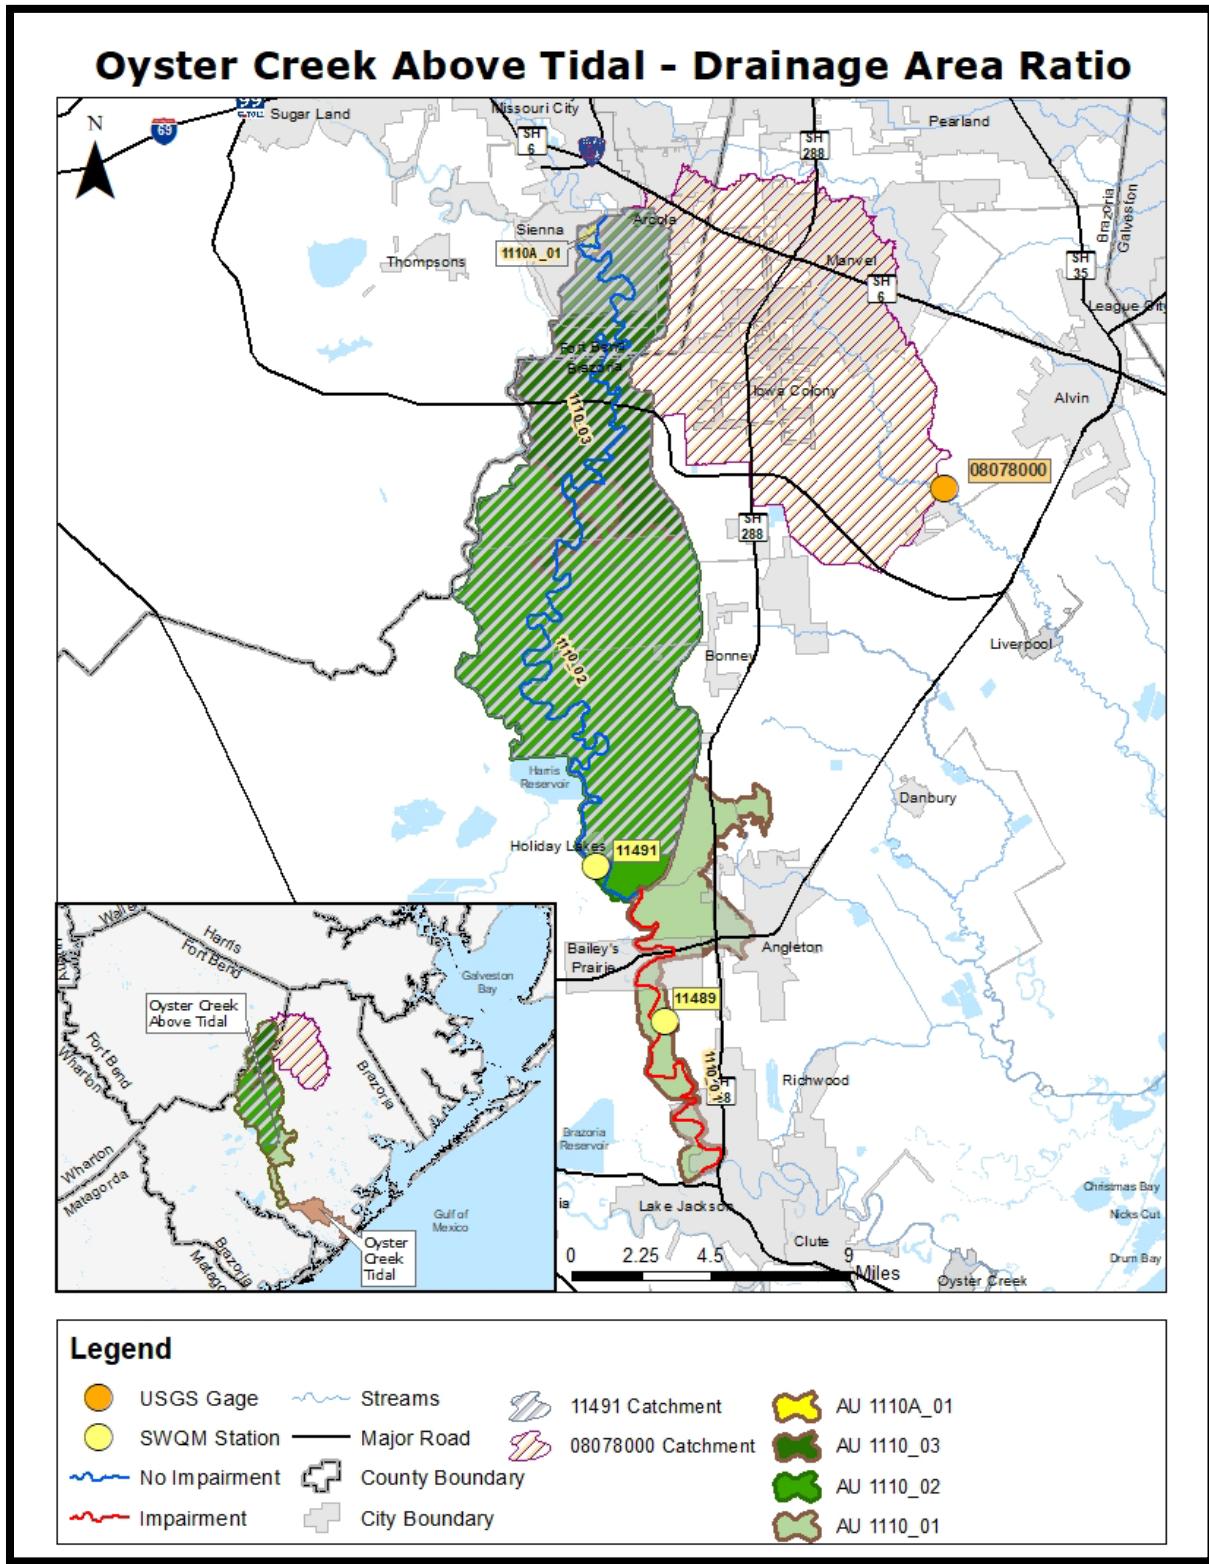 Oyster Creek Above Tidal - Drainage Area Ratio
N
69
99
Sugar Land
Missouri City
SH
6
SH
288
Pearland
Brazoria
Galveston
Arcola
Sienna
1110A_01
Thompsons
Manvel
SH
6
SH
35
League City
Fort Bend
Brazoria
Iowa Colony
Alvin
1110_03
08078000
SH
288
1110_02
Bonney
Liverpool
Harris
Reservoir
Danbury
Holiday Lakes
11491
Bailey's
Prairie
Angleton
11489
1110_01
Richwood
Brazoria
Reservoir
Lake Jackson
Clute
Christmas Bay
Nicks Cut
Drum Bay
Oyster Creek
0 2.25 4.5 9
Miles
Harris
Fort Bend
Galveston
Bay
Oyster Creek
Above Tidal
Fort Bend
Wharton
Brazoria
Wharton
Matagorda
Gulf of
Mexico
Brazoria
Oyster
Creek
Tidal
Legend
USGS Gage
SWQM Station
No Impairment
Impairment
Streams
Major Road
County Boundary
City Boundary
11491 Catchment
08078000 Catchment
AU 1110A_01
AU 1110_03
AU 1110_02
AU 1110_01